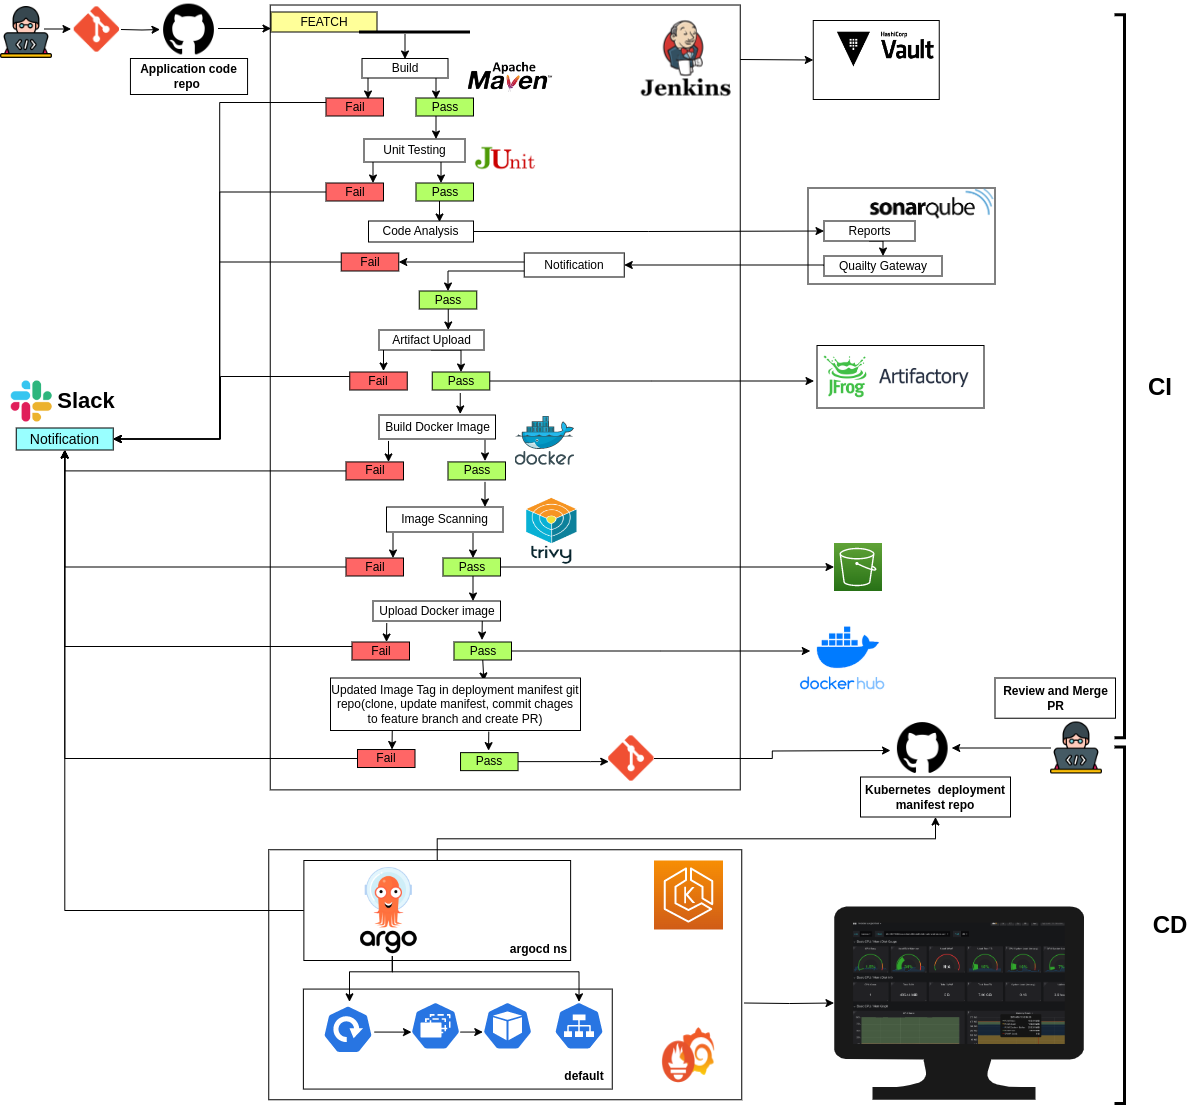 FEATCH
Application code
repo
Build
Apache
Maven™
Jenkins
HashiCorp
Vault
Fail
Pass
Unit Testing
JUnit
Fail
Pass
Code Analysis
sonarqube
Reports
Quailty Gateway
Notification
Fail
Pass
Artifact Upload
Fail
Pass
JFrog
Artifactory
CI
Slack
Notification
Build Docker Image
docker
Fail
Pass
Image Scanning
trivy
Fail
Pass
Upload Docker image
Fail
Pass
docker hub
Updated Image Tag in deployment manifest git
repo(clone, update manifest, commit chages
to feature branch and create PR)
Fail
Pass
Review and Merge
PR
Kubernetes deployment
manifest repo
argo
argocd ns
K
CD
default